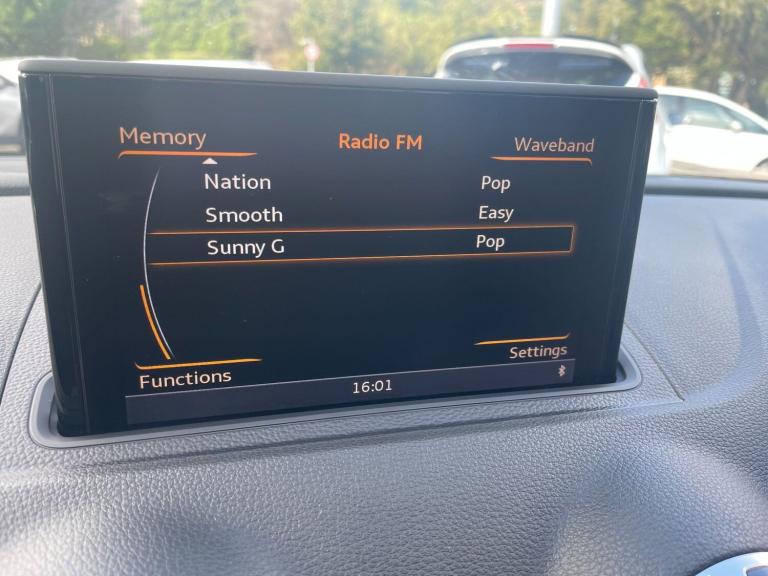 Memory Radio FM Waveband
Nation Pop
Smooth Easy
Sunny G Pop
Functions Settings
16:01